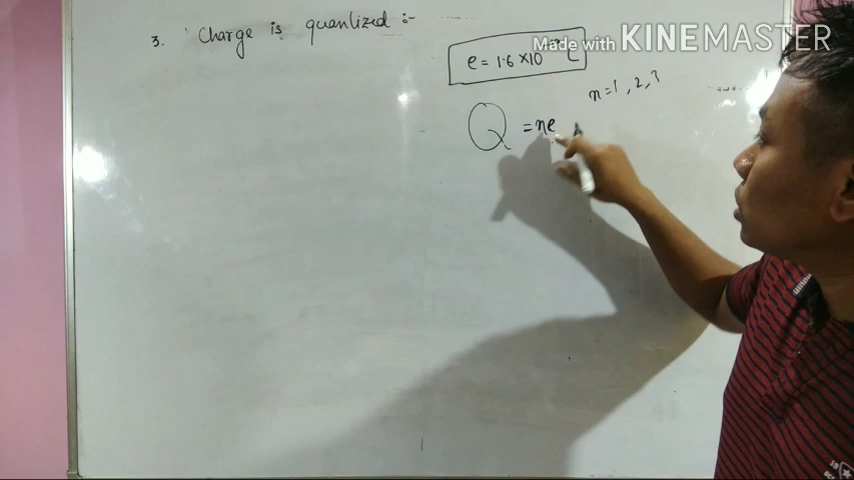 3. Charge is quantized :-
Made with KINEMASTER
e = 1.6 × 10 C
n = 1, 2, 3
Q = ne